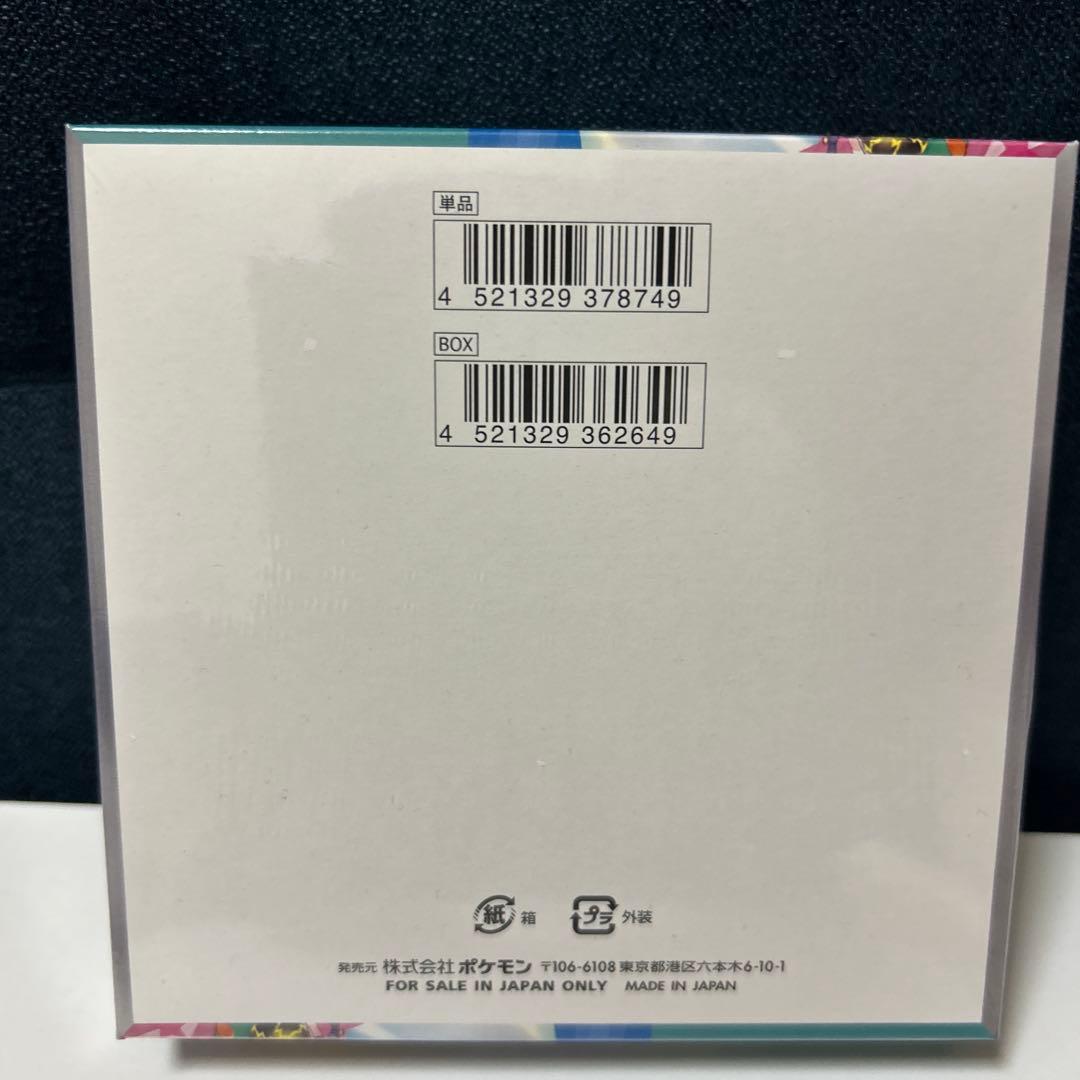 単品
4 521329 378749
BOX
4 521329 362649
紙 箱 プラ 外装
発売元 株式会社 ポケモン 〒106-6108 東京都港区六本木6-10-1
FOR SALE IN JAPAN ONLY MADE IN JAPAN